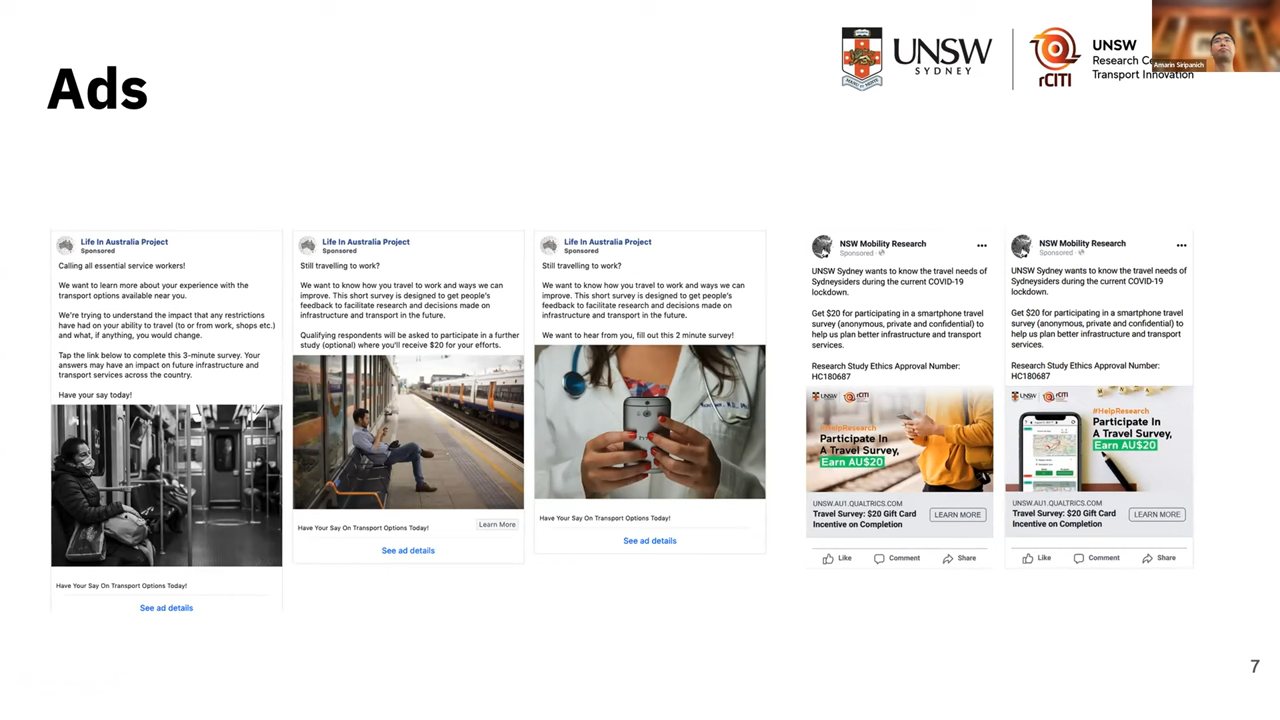 Ads
UNSW
SYDNEY
rCITI
UNSW
Research
Transport Innovation
Amarin Siripanich
Life In Australia Project
Sponsored
Calling all essential service workers!
We want to learn more about your experience with the
transport options available near you.
We're trying to understand the impact that any restrictions
have had on your ability to travel (to or from work, shops etc.)
and what, if anything, you would change.
Tap the link below to complete this 3-minute survey. Your
answers may have an impact on future infrastructure and
transport services across the country.
Have your say today!
Have Your Say On Transport Options Today!
See ad details
Life In Australia Project
Sponsored
Still travelling to work?
We want to know how you travel to work and ways we can
improve. This short survey is designed to get people's
feedback to facilitate research and decisions made on
infrastructure and transport in the future.
Qualifying respondents will be asked to participate in a further
study (optional) where you'll receive $20 for your efforts.
Have Your Say On Transport Options Today!
Learn More
See ad details
Life In Australia Project
Sponsored
Still travelling to work?
We want to know how you travel to work and ways we can
improve. This short survey is designed to get people's
feedback to facilitate research and decisions made on
infrastructure and transport in the future.
We want to hear from you, fill out this 2 minute survey!
Have Your Say On Transport Options Today!
See ad details
NSW Mobility Research
Sponsored ·
UNSW Sydney wants to know the travel needs of
Sydneysiders during the current COVID-19
lockdown.
Get $20 for participating in a smartphone travel
survey (anonymous, private and confidential) to
help us plan better infrastructure and transport
services.
Research Study Ethics Approval Number:
HC180687
UNSW rCITI
#HelpResearch
Participate In
A Travel Survey,
Earn AU$20
UNSW.AU1.QUALTRICS.COM
Travel Survey: $20 Gift Card
Incentive on Completion
LEARN MORE
Like Comment Share
NSW Mobility Research
Sponsored ·
UNSW Sydney wants to know the travel needs of
Sydneysiders during the current COVID-19
lockdown.
Get $20 for participating in a smartphone travel
survey (anonymous, private and confidential) to
help us plan better infrastructure and transport
services.
Research Study Ethics Approval Number:
HC180687
UNSW rCITI
#HelpResearch
Participate In
A Travel Survey,
Earn AU$20
UNSW.AU1.QUALTRICS.COM
Travel Survey: $20 Gift Card
Incentive on Completion
LEARN MORE
Like Comment Share
7